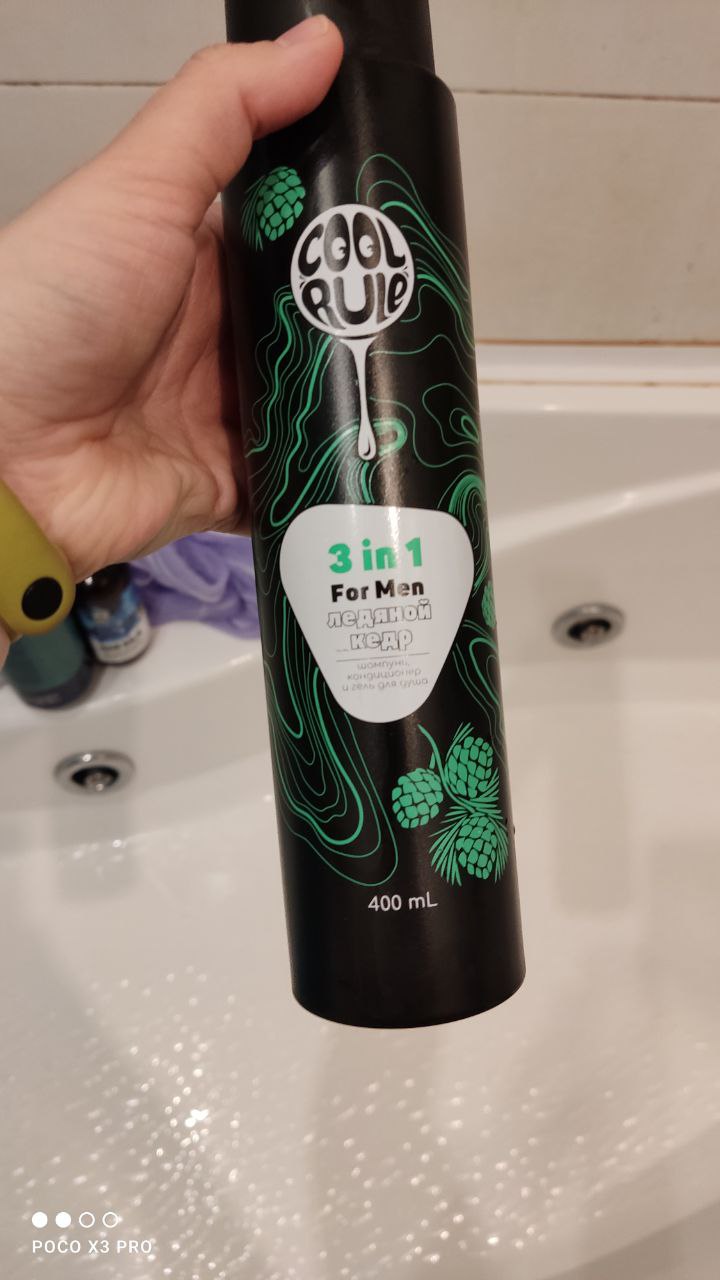 COOL
RULE
3 in 1
For Men
ледяной
кедр
шампунь,
кондиционер
и гель для душа
400 mL
POCO X3 PRO